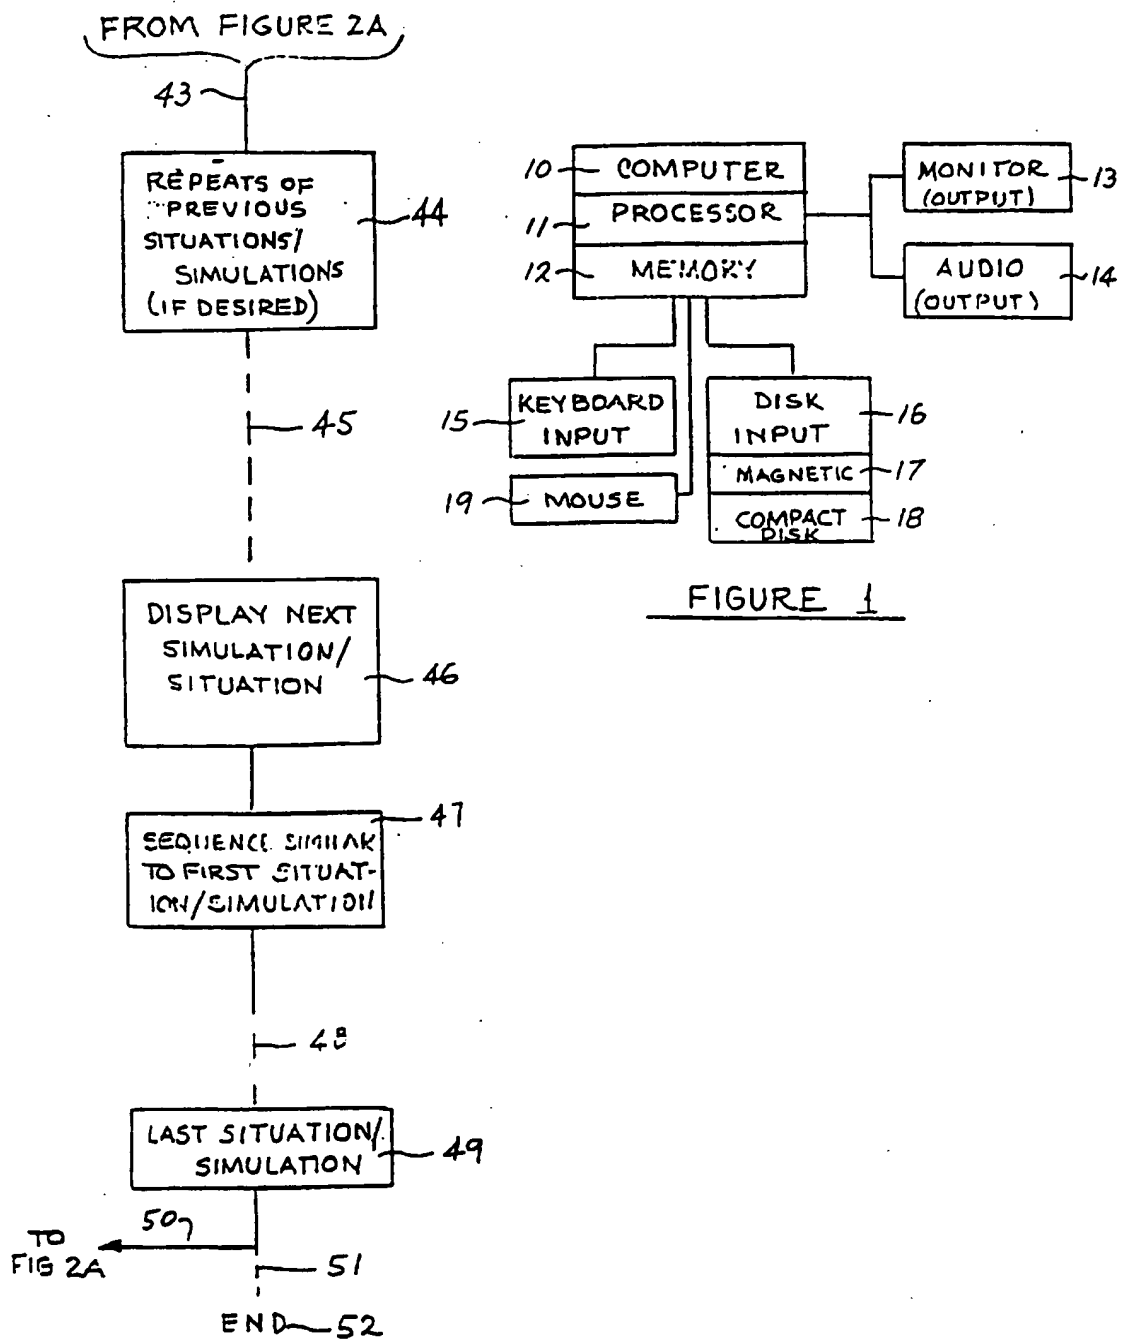 FROM FIGURE 2A
43
REPEATS OF
PREVIOUS
SITUATIONS/
SIMULATIONS
(IF DESIRED)
44
45
DISPLAY NEXT
SIMULATION/
SITUATION
46
47
SEQUENCE SIMILAR
TO FIRST SITUAT-
ION/SIMULATION
48
LAST SITUATION/
SIMULATION
49
50
TO
FIG 2A
51
END
52
10
COMPUTER
11
PROCESSOR
12
MEMORY
MONITOR
(OUTPUT)
13
AUDIO
(OUTPUT)
14
15
KEYBOARD
INPUT
19
MOUSE
DISK
INPUT
16
MAGNETIC
17
COMPACT
DISK
18
FIGURE 1